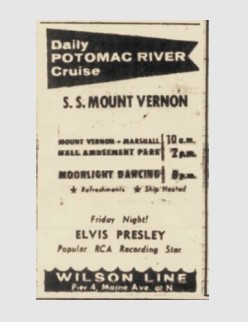 Daily
POTOMAC RIVER
Cruise
S.S. MOUNT VERNON
MOUNT VERNON - MARSHALL 10 a.m.
HALL AMUSEMENT PARK 2 p.m.
MOONLIGHT DANCING 8 p.m.
★ Refreshments ★ Ship Heated
Friday Night!
ELVIS PRESLEY
Popular RCA Recording Star
WILSON LINE
Pier 4, Maine Ave. at N